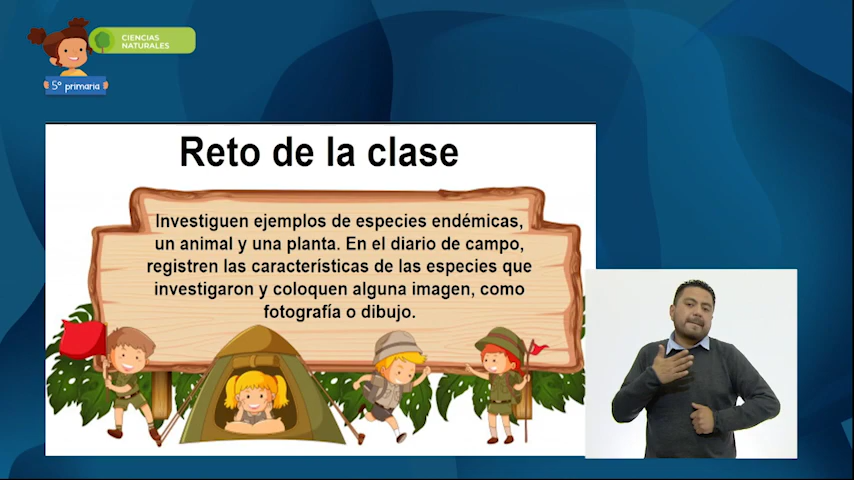 CIENCIAS
NATURALES
5° primaria
Reto de la clase
Investiguen ejemplos de especies endémicas,
un animal y una planta. En el diario de campo,
registren las características de las especies que
investigaron y coloquen alguna imagen, como
fotografía o dibujo.